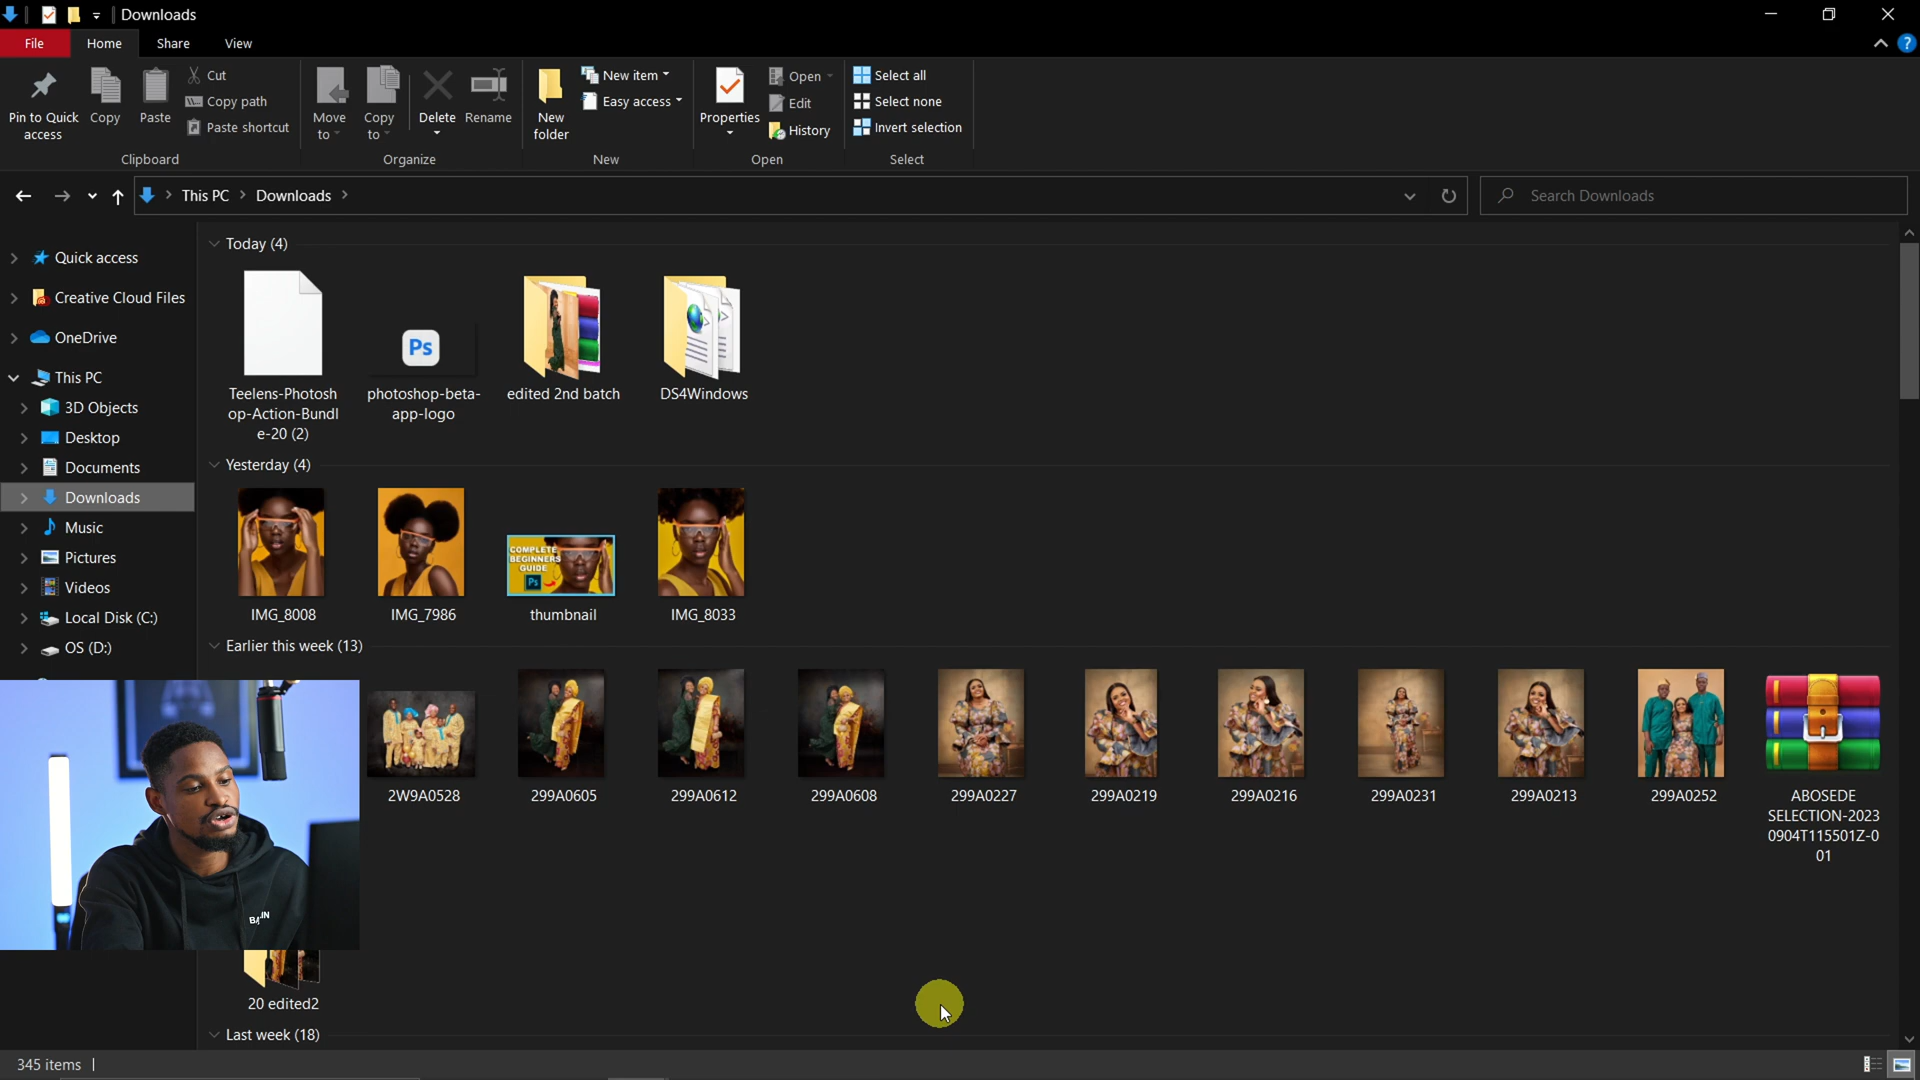 Downloads
File
Home
Share
View
Pin to Quick
access
Copy
Paste
Cut
Copy path
Paste shortcut
Clipboard
Move
to
Copy
to
Delete
Rename
Organize
New
folder
New item
Easy access
New
Properties
Open
Edit
History
Open
Select all
Select none
Invert selection
Select
This PC
Downloads
Search Downloads
Quick access
Creative Cloud Files
OneDrive
This PC
3D Objects
Desktop
Documents
Downloads
Music
Pictures
Videos
Local Disk (C:)
OS (D:)
Today (4)
Ps
Teelens-Photosh
op-Action-Bundl
e-20 (2)
photoshop-beta-
app-logo
edited 2nd batch
DS4Windows
Yesterday (4)
COMPLETE
BEGINNERS
GUIDE
Ps
IMG_8008
IMG_7986
thumbnail
IMG_8033
Earlier this week (13)
2W9A0528
299A0605
299A0612
299A0608
299A0227
299A0219
299A0216
299A0231
299A0213
299A0252
ABOSEDE
SELECTION-2023
0904T115501Z-0
01
20 edited2
Last week (18)
345 items